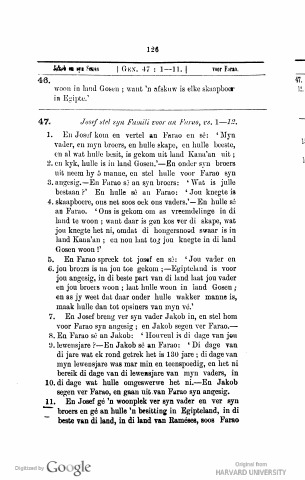 126
[ GEN. 47 : 1—11. ] voor Farao.
46.
woon in land Gosen ; want 'n afskuw is elke skaapboer
in Egipte.'
47. Josef stel syn Famili voor an Farao, vs. 1—12.
1. En Josef kom en vertel an Farao en sê: 'Myn
vader, en myn broers, en hulle skape, en hulle beeste,
en al wat hulle besit, is gekom uit land Kana'an uit ;
2. en kyk, hulle is in land Gosen.'—En onder syn broers
uit neem hy 5 manne, en stel hulle voor Farao syn
3. angesig.—En Farao sê an syn broers: 'Wat is julle
bestaan ?' En hulle sê an Farao: 'Jou knegte is
4. skaapboere, ons net soos ook ons vaders.'—En hulle sê
an Farao. 'Ons is gekom om as vreemdelinge in di
land te woon ; want daar is gen kos ver di skape, wat
jou knegte het ni, omdat di hongersnood swaar is in
land Kana'an ; en nou laat tog jou knegte in di land
Gosen woon !'
5. En Farao spreek tot josef en sê: 'Jou vader en
6. jou broers is na jou toe gekom ;—Egipteland is voor
jou angesig, in di beste part van di land laat jou vader
en jou broers woon ; laat hulle woon in land Gosen ;
en as jy weet dat daar onder hulle wakker manne is,
maak hulle dan tot opsiners van myn vé.'
7. En Josef breng ver syn vader Jakob in, en stel hom
voor Farao syn angesig ; en Jakob segen ver Farao.—
8. En Farao sê an Jakob: 'Hoeveul is di dage van jou
9. lewensjare ?—En Jakob sê an Farao: 'Di dage van
di jare wat ek rond getrek het is 130 jare ; di dage van
myn lewensjare was mar min en teenspoedig, en het ni
bereik di dage van di lewensjare van myn vaders, in
10. di dage wat hulle omgeswerwe het ni.—En Jakob
segen ver Farao, en gaan uit van Farao syn angesig.
11. En Josef gé 'n woonplek ver syn vader en ver syn
broers en gé an hulle 'n besitting in Egipteland, in di
beste van di land, in di land van Raméses, soos Farao
Digitized by Google
Original from
HARVARD UNIVERSITY
47.
12.